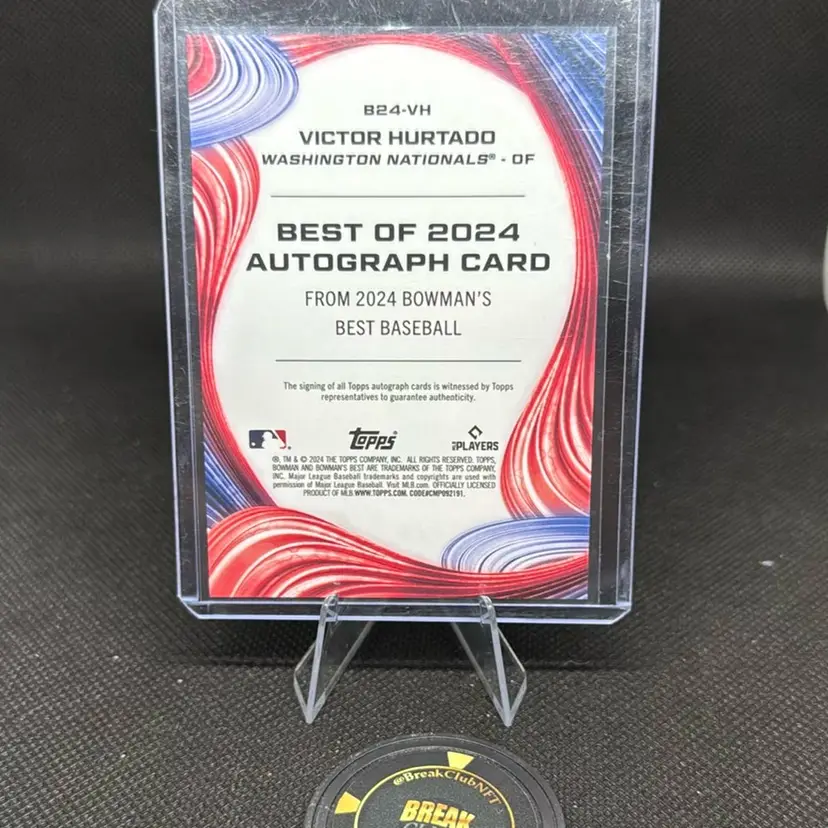 B24-VH
VICTOR HURTADO
WASHINGTON NATIONALS® - OF
BEST OF 2024
AUTOGRAPH CARD
FROM 2024 BOWMAN'S
BEST BASEBALL
The signing of all Topps autograph cards is witnessed by Topps
representatives to guarantee authenticity.
topps
PLAYERS
®, TM & © 2024 THE TOPPS COMPANY, INC. ALL RIGHTS RESERVED. TOPPS,
BOWMAN AND BOWMAN'S BEST ARE TRADEMARKS OF THE TOPPS COMPANY,
INC. Major League Baseball trademarks and copyrights are used with
permission of Major League Baseball. Visit MLB.com. OFFICIALLY LICENSED
PRODUCT OF MLB WWW.TOPPS.COM. CODE#CMP092191.
@BreakClubNFT
BREAK